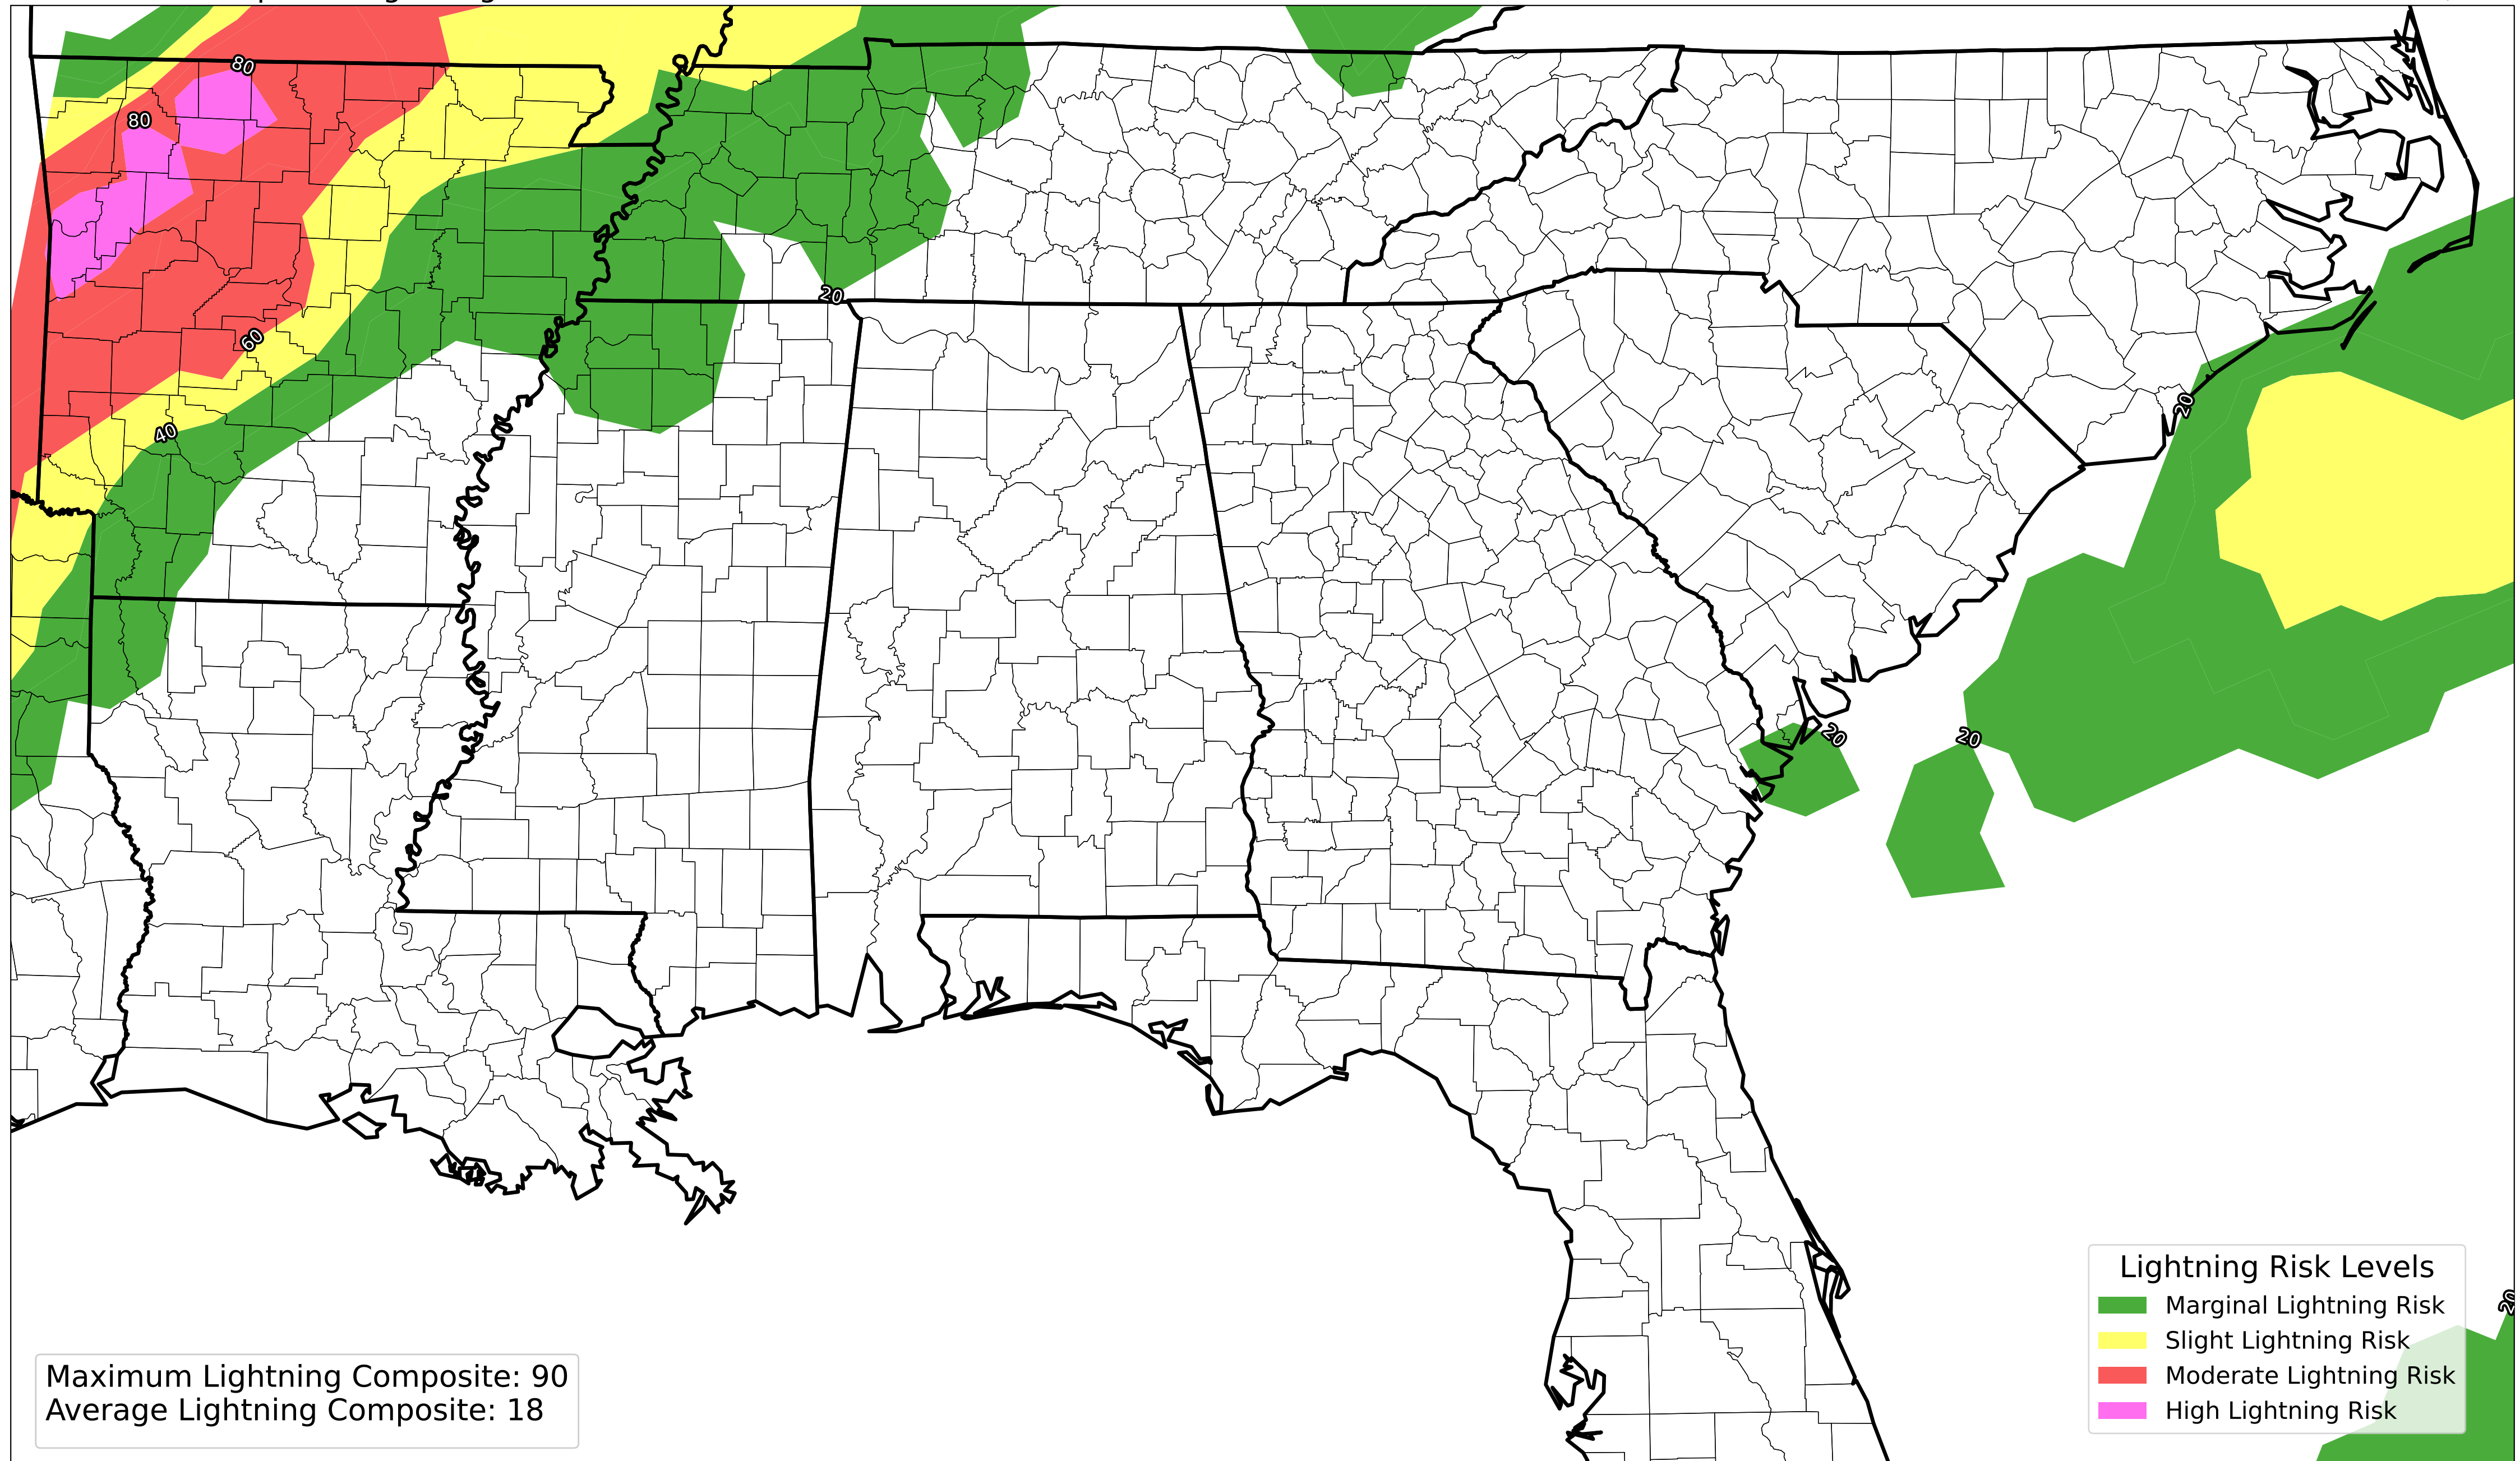 80
80
20
60
20
40
20
20
20
Lightning Risk Levels
Marginal Lightning Risk
Slight Lightning Risk
Moderate Lightning Risk
High Lightning Risk
Maximum Lightning Composite: 90
Average Lightning Composite: 18